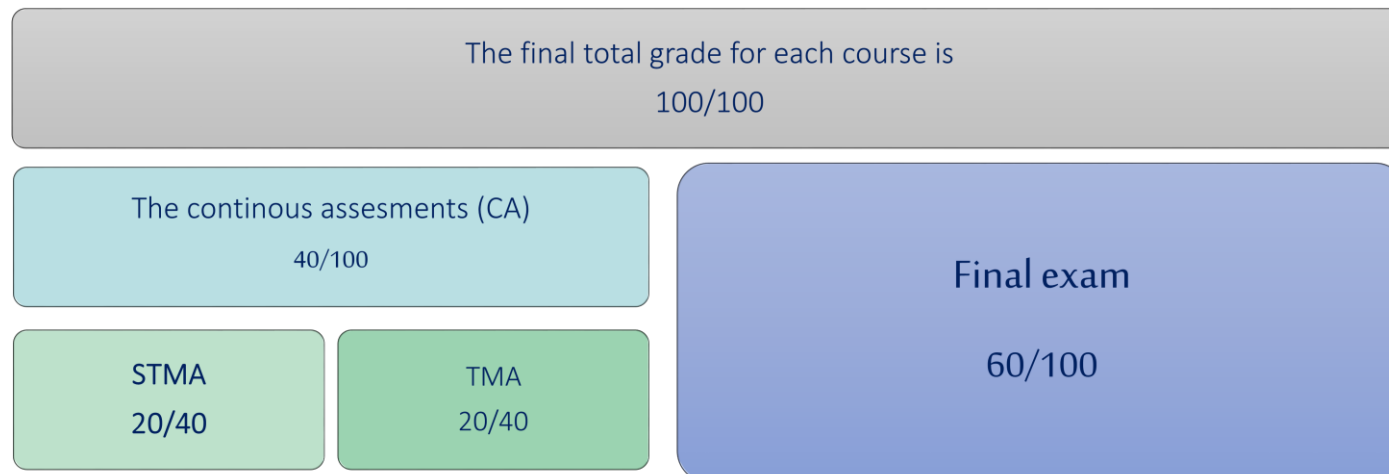 The final total grade for each course is
100/100
The continous assesments (CA)
40/100
STMA
20/40
TMA
20/40
Final exam
60/100